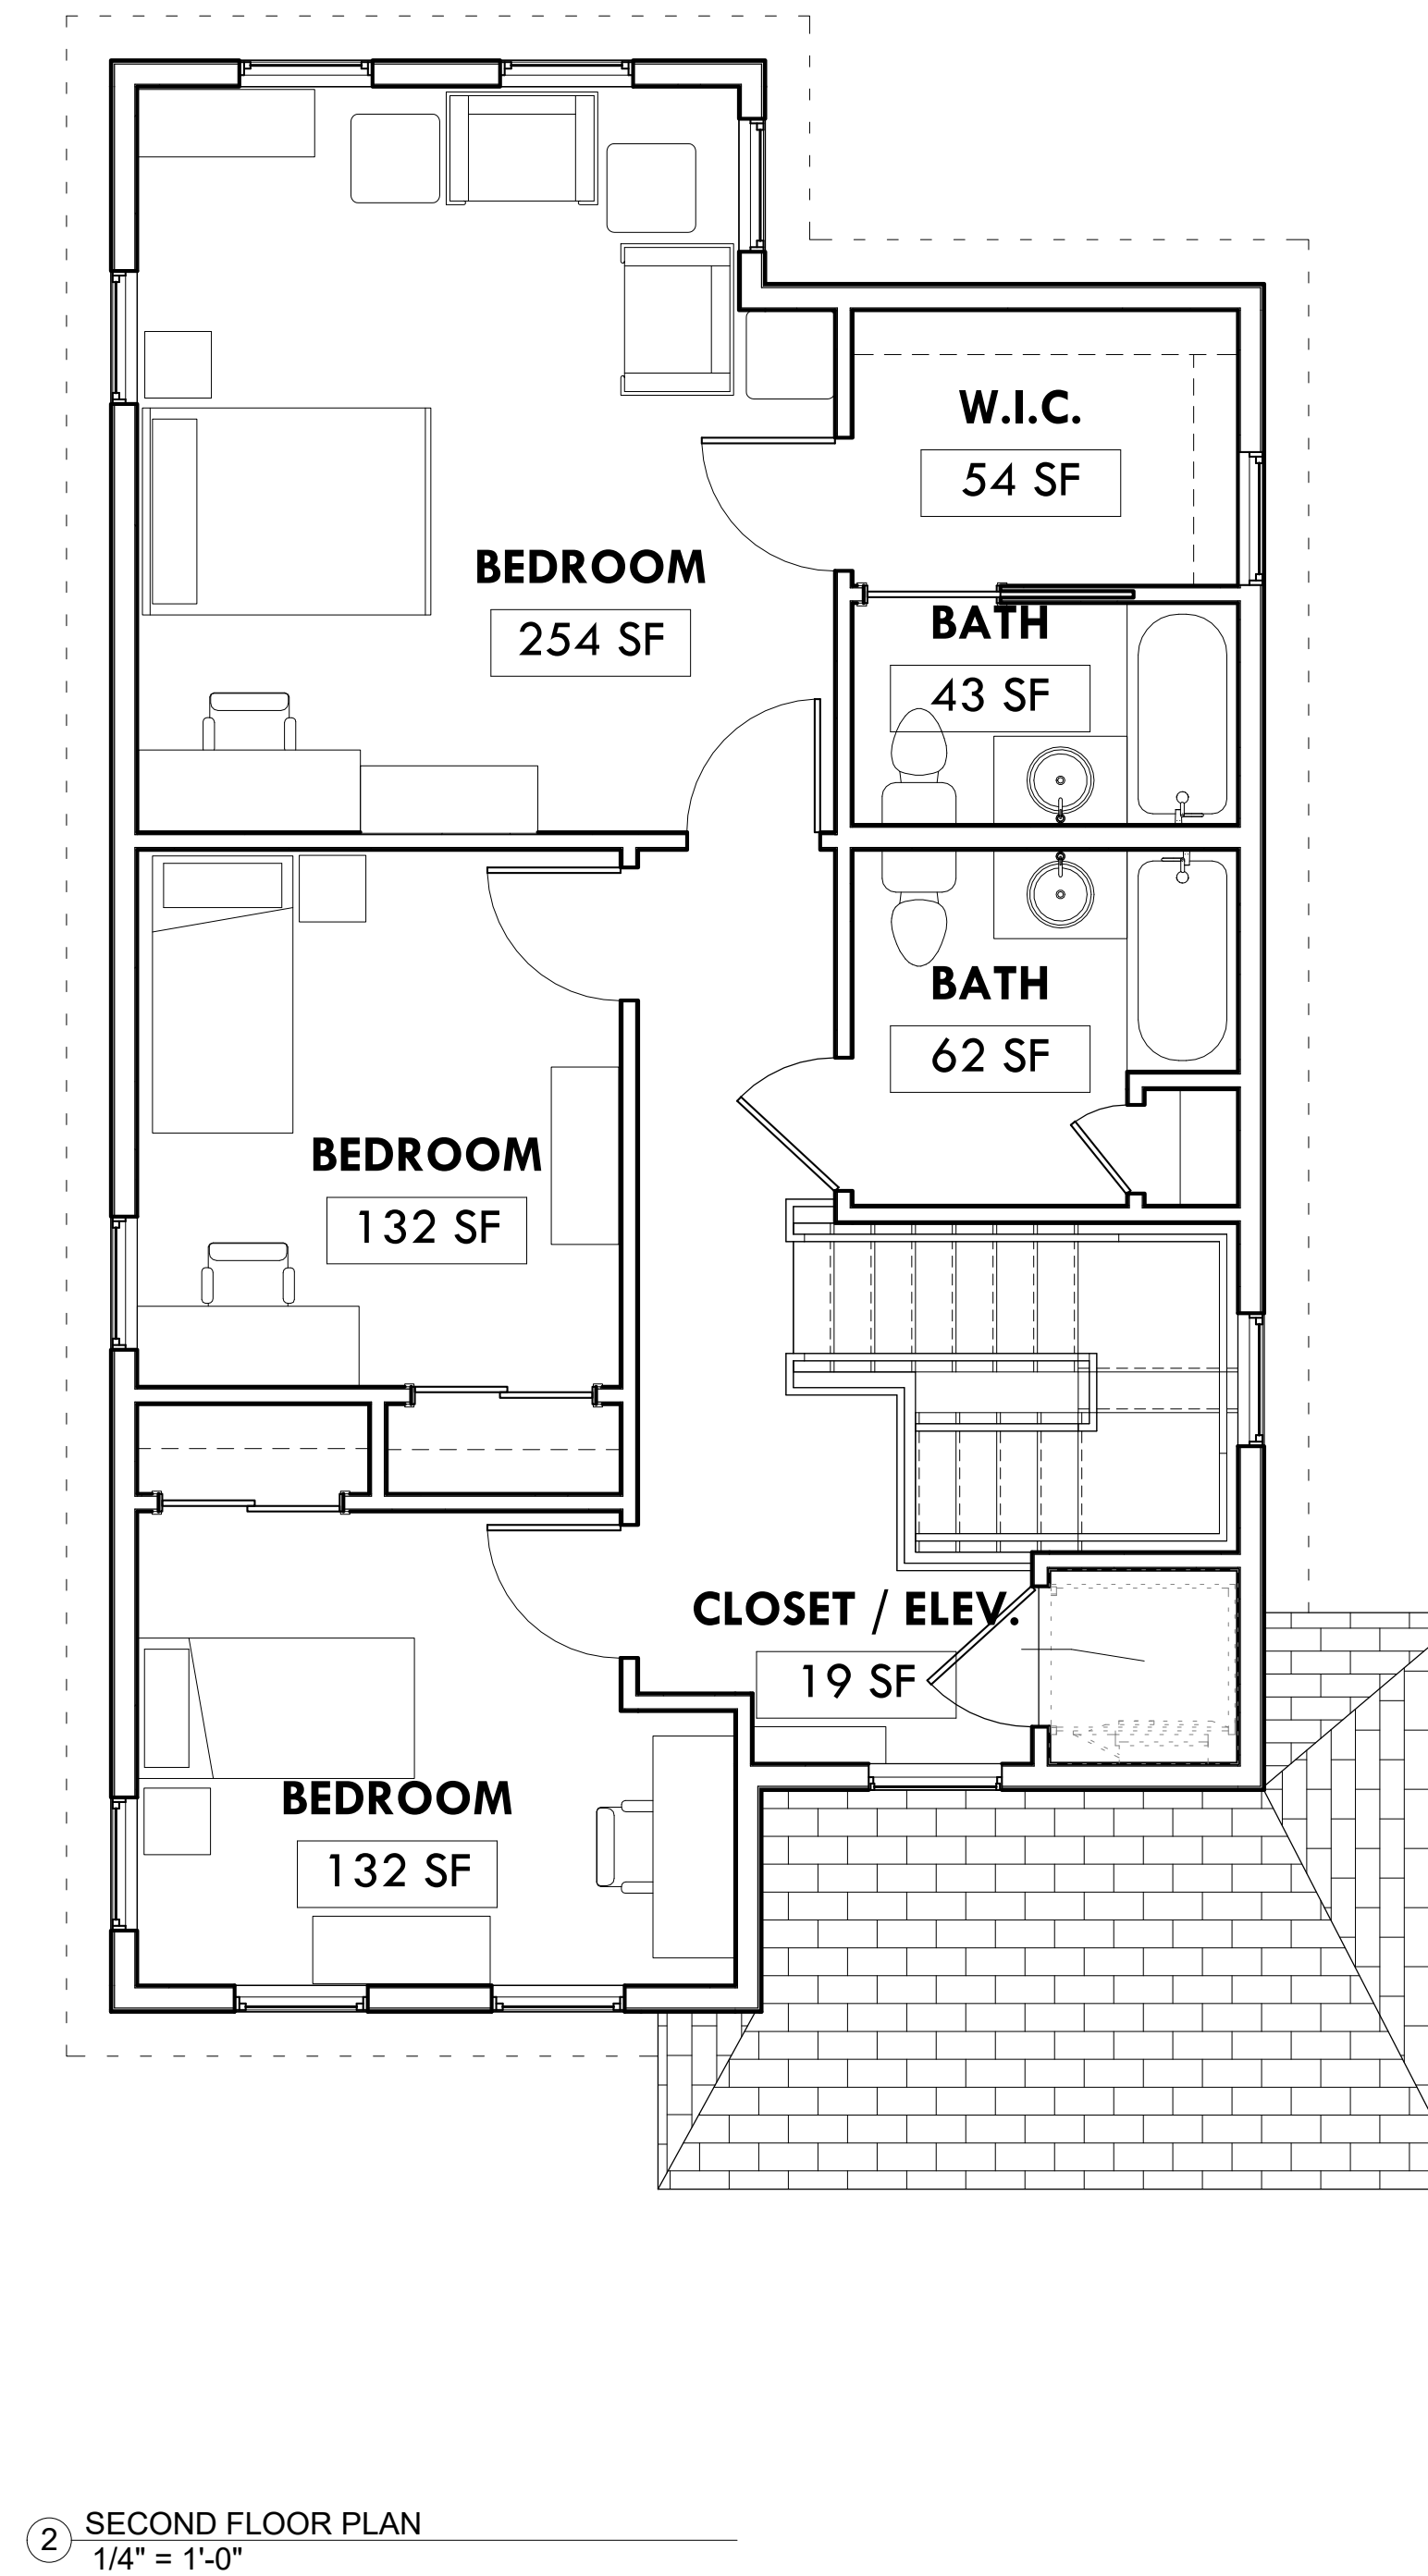 W.I.C.
54 SF
BEDROOM
254 SF
BATH
43 SF
BATH
62 SF
BEDROOM
132 SF
CLOSET / ELEV.
19 SF
BEDROOM
132 SF
2
SECOND FLOOR PLAN
1/4" = 1'-0"